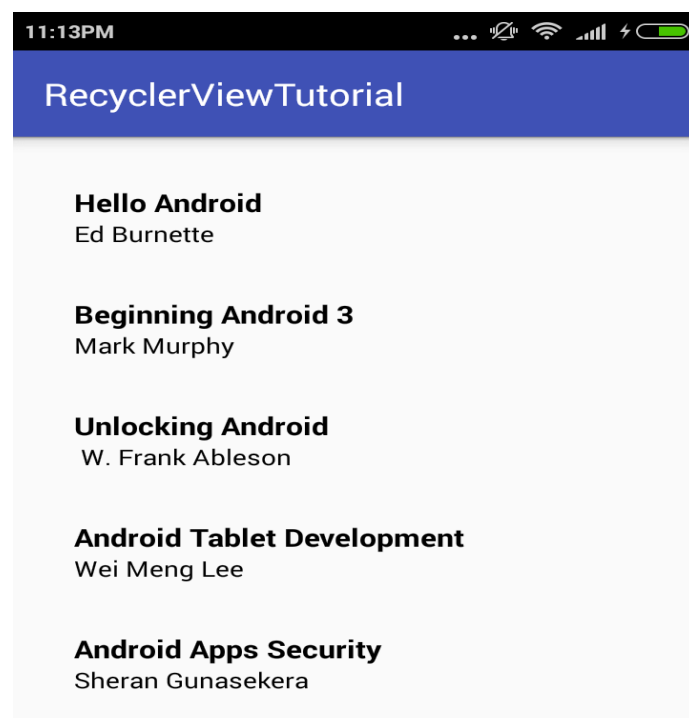 11:13PM
RecyclerViewTutorial
Hello Android
Ed Burnette
Beginning Android 3
Mark Murphy
Unlocking Android
W. Frank Ableson
Android Tablet Development
Wei Meng Lee
Android Apps Security
Sheran Gunasekera